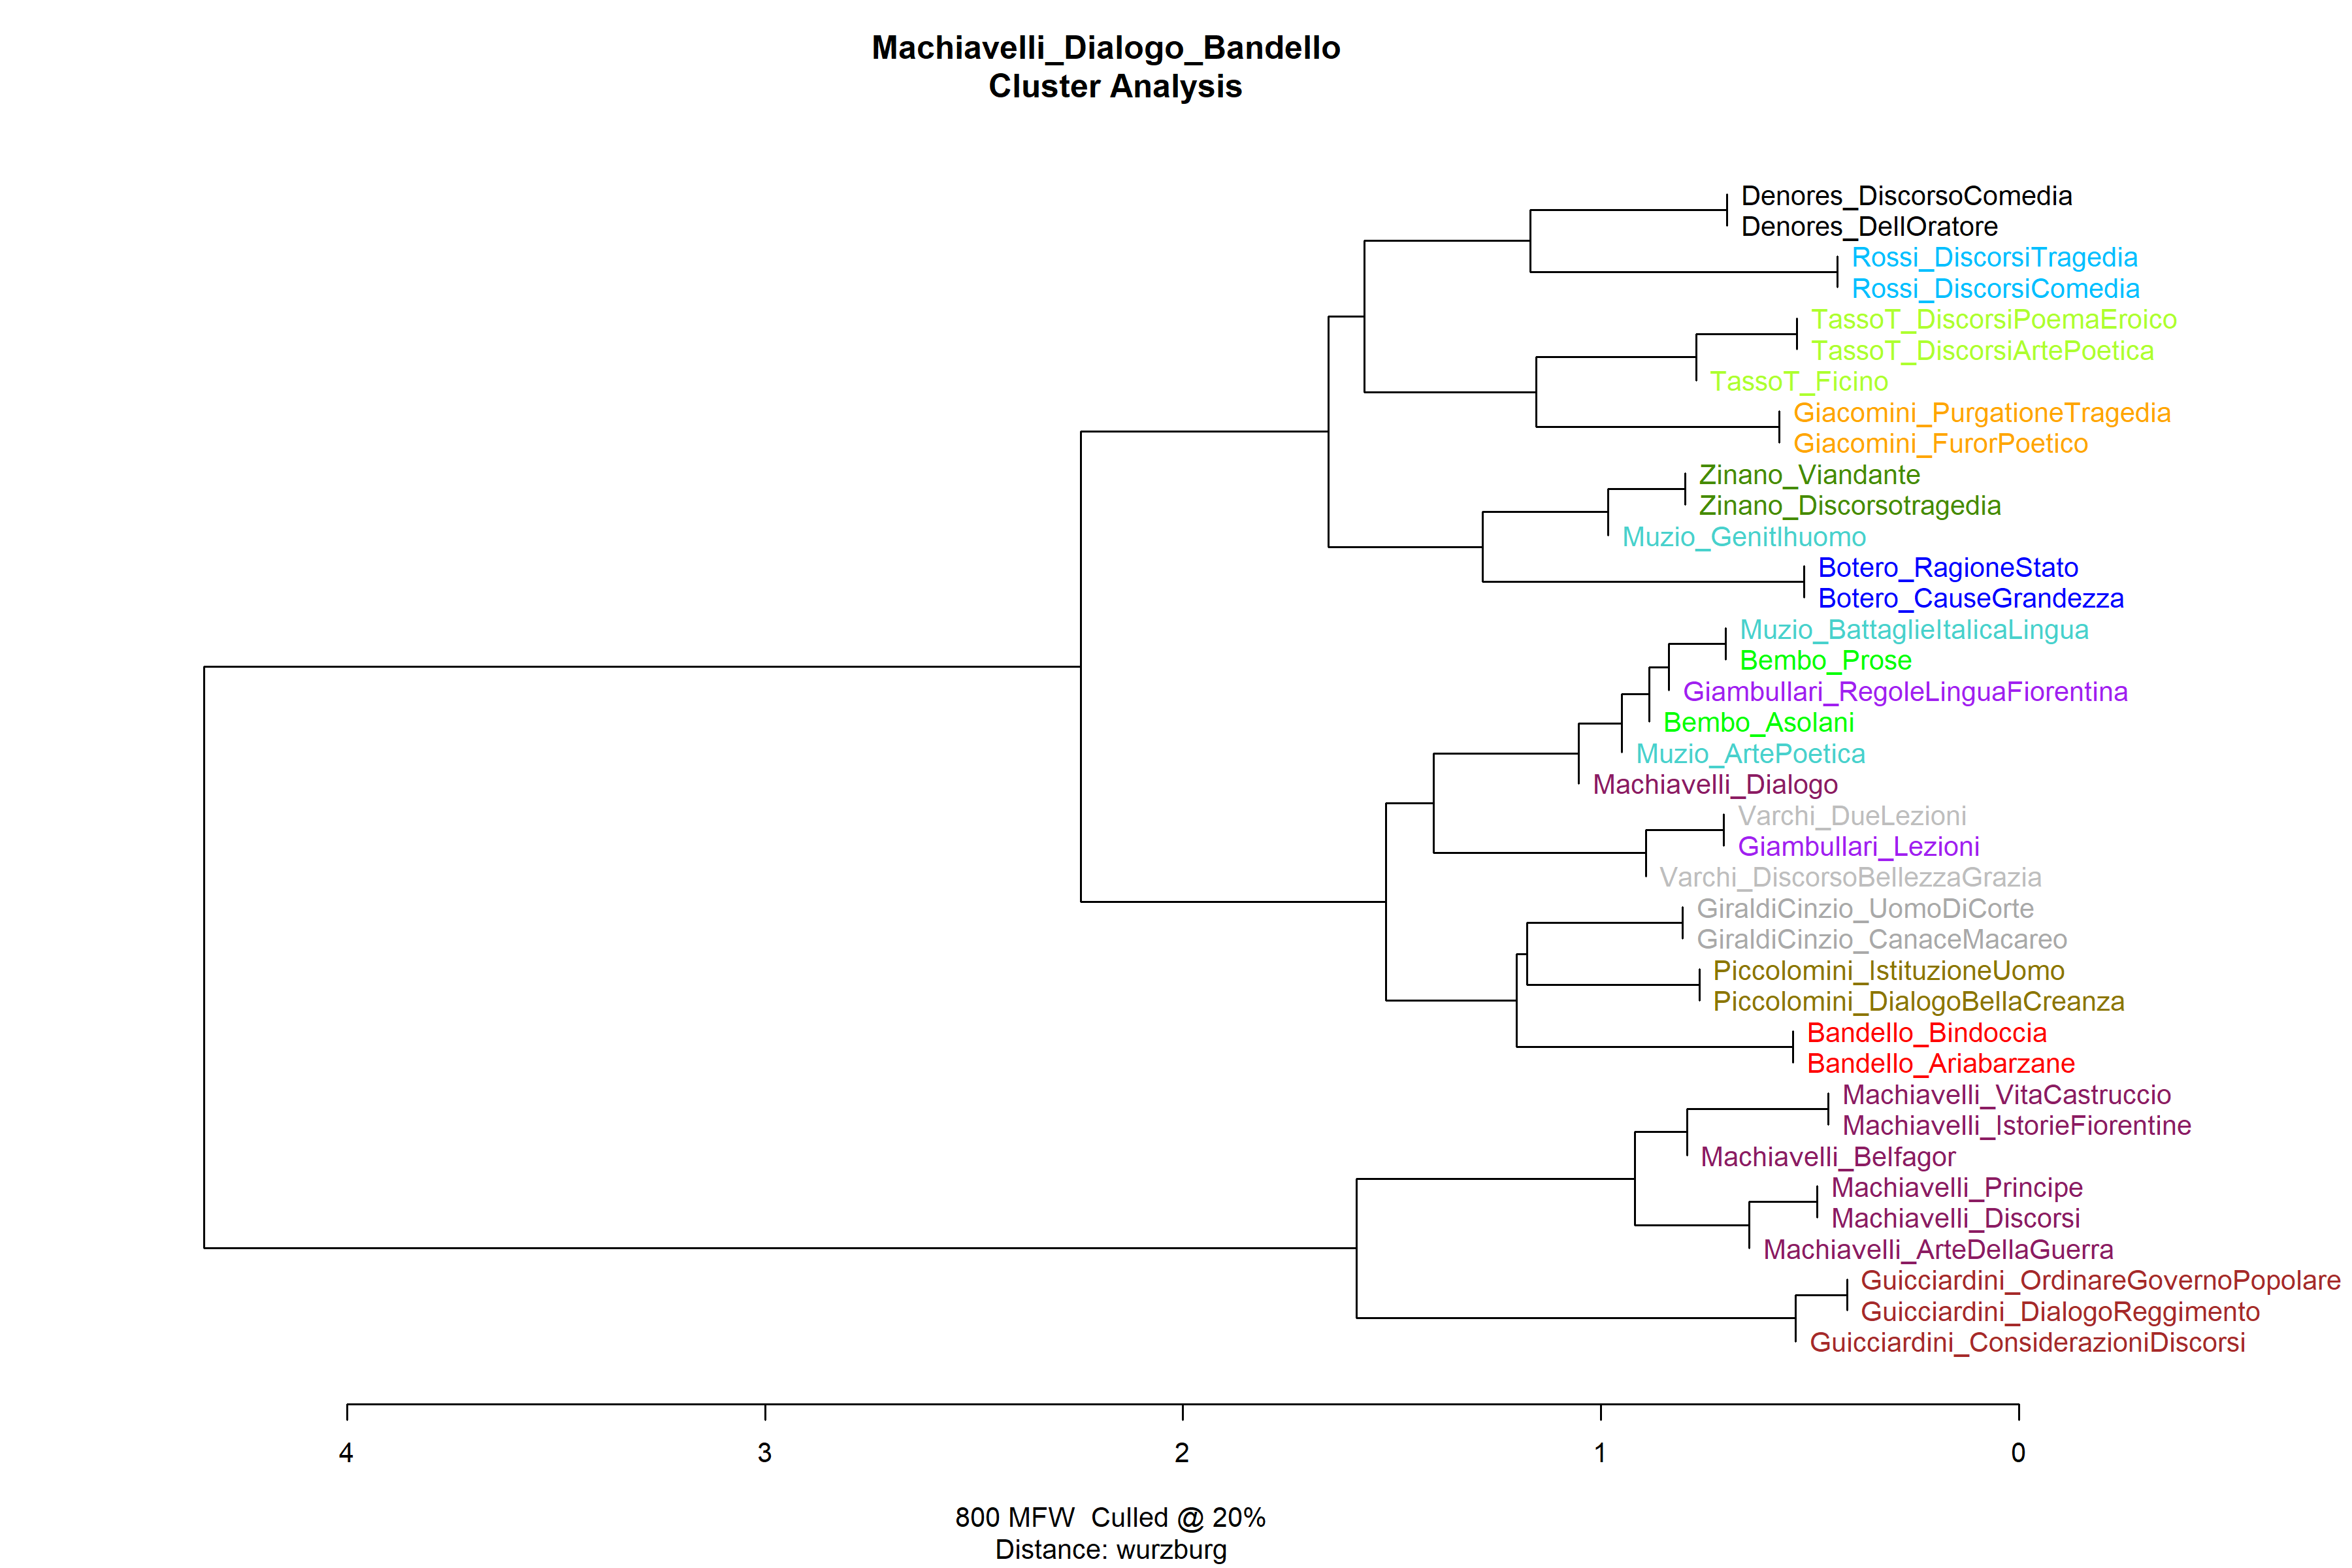 Machiavelli_Dialogo_Bandello
Cluster Analysis
Denores_DiscorsoComedia
Denores_DellOratore
Rossi_DiscorsiTragedia
Rossi_DiscorsiComedia
TassoT_DiscorsiPoemaEroico
TassoT_DiscorsiArtePoetica
TassoT_Ficino
Giacomini_PurgationeTragedia
Giacomini_FurorPoetico
Zinano_Viandante
Zinano_Discorsotragedia
Muzio_Gentilhuomo
Botero_RagioneStato
Botero_CauseGrandezza
Muzio_BattaglieItalicaLingua
Bembo_Prose
Giambullari_RegoleLinguaFiorentina
Bembo_Asolani
Muzio_ArtePoetica
Machiavelli_Dialogo
Varchi_DueLezioni
Giambullari_Lezioni
Varchi_DiscorsoBellezzaGrazia
GiraldiCinzio_UomoDiCorte
GiraldiCinzio_CanaceMacareo
Piccolomini_IstituzioneUomo
Piccolomini_DialogoBellaCreanza
Bandello_Bindoccia
Bandello_Ariabarzane
Machiavelli_VitaCastruccio
Machiavelli_IstorieFiorentine
Machiavelli_Belfagor
Machiavelli_Principe
Machiavelli_Discorsi
Machiavelli_ArteDellaGuerra
Guicciardini_OrdinareGovernoPopolare
Guicciardini_DialogoReggimento
Guicciardini_ConsiderazioniDiscorsi
4 3 2 1 0
800 MFW Culled @ 20%
Distance: wurzburg